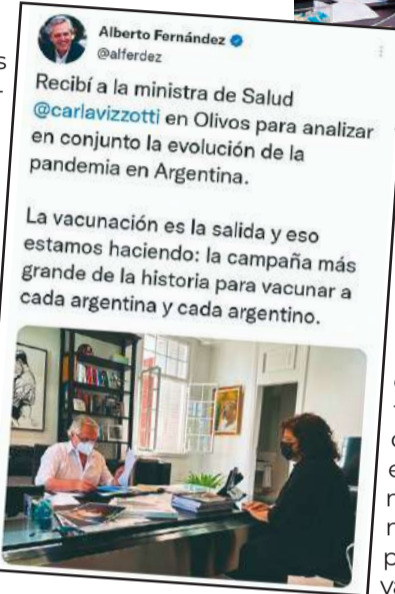 Alberto Fernández
@alferdez
Recibí a la ministra de Salud
@carlavizzotti en Olivos para analizar
en conjunto la evolución de la
pandemia en Argentina.
La vacunación es la salida y eso
estamos haciendo: la campaña más
grande de la historia para vacunar a
cada argentina y cada argentino.